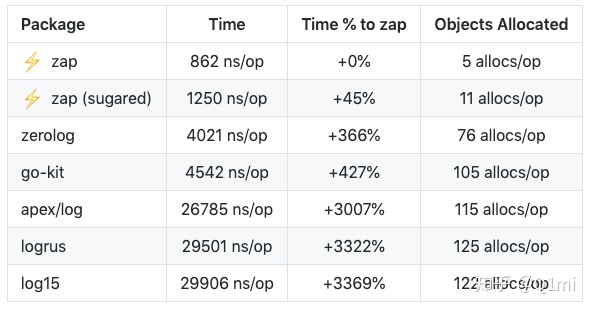 Package Time Time % to zap Objects Allocated
⚡ zap 862 ns/op +0% 5 allocs/op
⚡ zap (sugared) 1250 ns/op +45% 11 allocs/op
zerolog 4021 ns/op +366% 76 allocs/op
go-kit 4542 ns/op +427% 105 allocs/op
apex/log 26785 ns/op +3007% 115 allocs/op
logrus 29501 ns/op +3322% 125 allocs/op
log15 29906 ns/op +3369% 122 allocs/op
知乎 @Q1mi